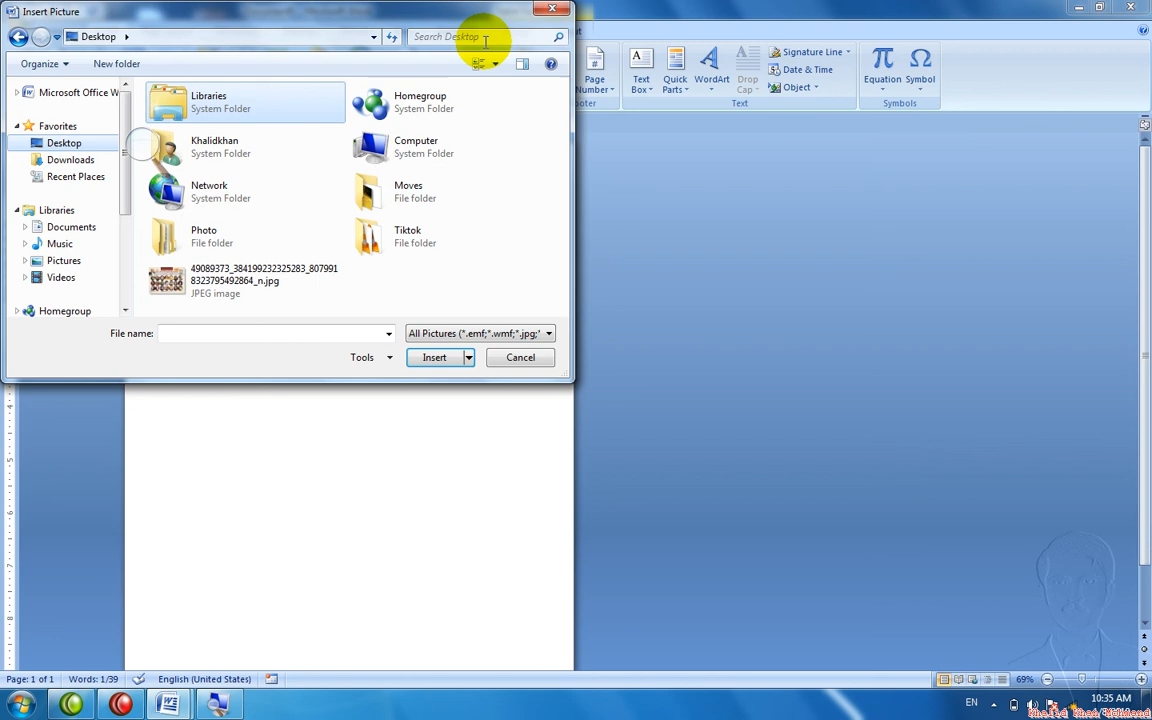 Insert Picture
Desktop
Search Desktop
Organize
New folder
Page Number
Text Box
Quick Parts
WordArt
Drop Cap
Signature Line
Date & Time
Object
Equation
Symbol
Text
Symbols
Microsoft Office W
Favorites
Desktop
Downloads
Recent Places
Libraries
Documents
Music
Pictures
Videos
Homegroup
Libraries
System Folder
Homegroup
System Folder
Khalidkhan
System Folder
Computer
System Folder
Network
System Folder
Moves
File folder
Photo
File folder
Tiktok
File folder
49089373_384199232325283_807991
8323795492864_n.jpg
JPEG image
File name:
All Pictures (*.emf;*.wmf;*.jpg;*
Tools
Insert
Cancel
Page: 1 of 1
Words: 1/39
English (United States)
69%
EN
10:35 AM
Khalid Khan Mohmand